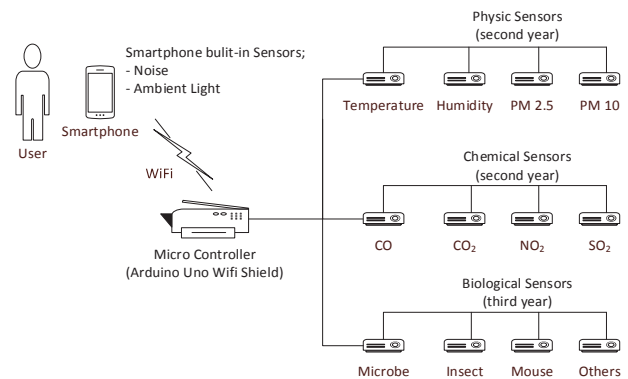 Physic Sensors
(second year)
Smartphone bulit-in Sensors;
- Noise
- Ambient Light
Temperature Humidity PM 2.5 PM 10
Smartphone
User
WiFi
Chemical Sensors
(second year)
CO CO₂ NO₂ SO₂
Micro Controller
(Arduino Uno Wifi Shield)
Biological Sensors
(third year)
Microbe Insect Mouse Others